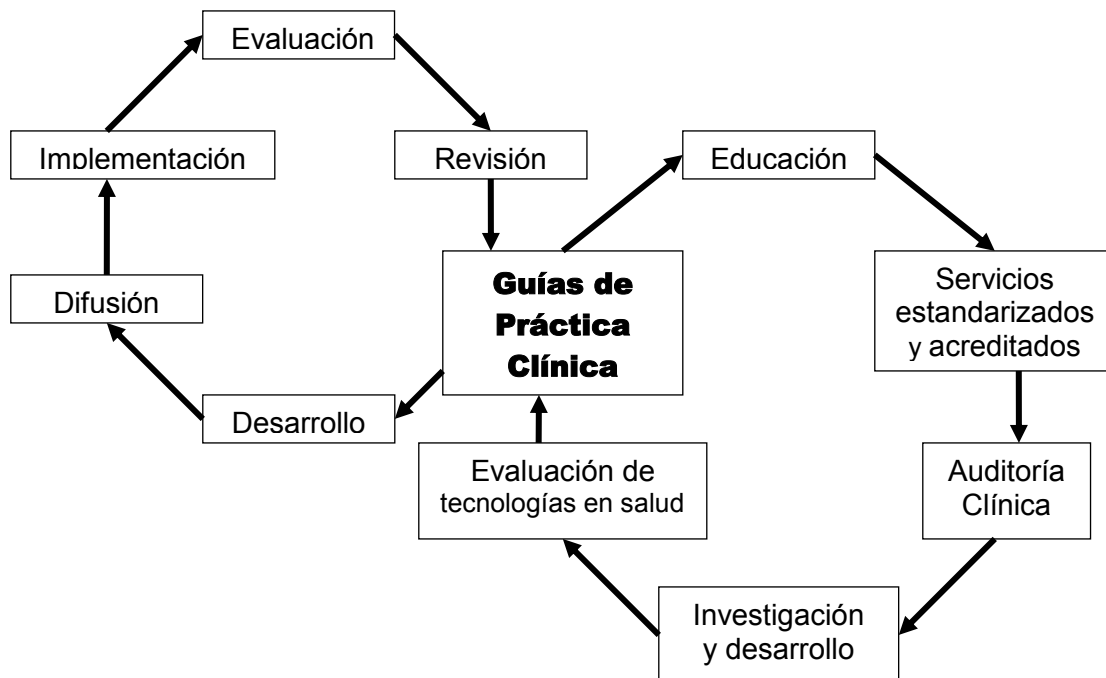 Evaluación
Implementación
Revisión
Educación
Difusión
Guías de
Práctica
Clínica
Servicios
estandarizados
y acreditados
Desarrollo
Evaluación de
tecnologías en salud
Auditoría
Clínica
Investigación
y desarrollo